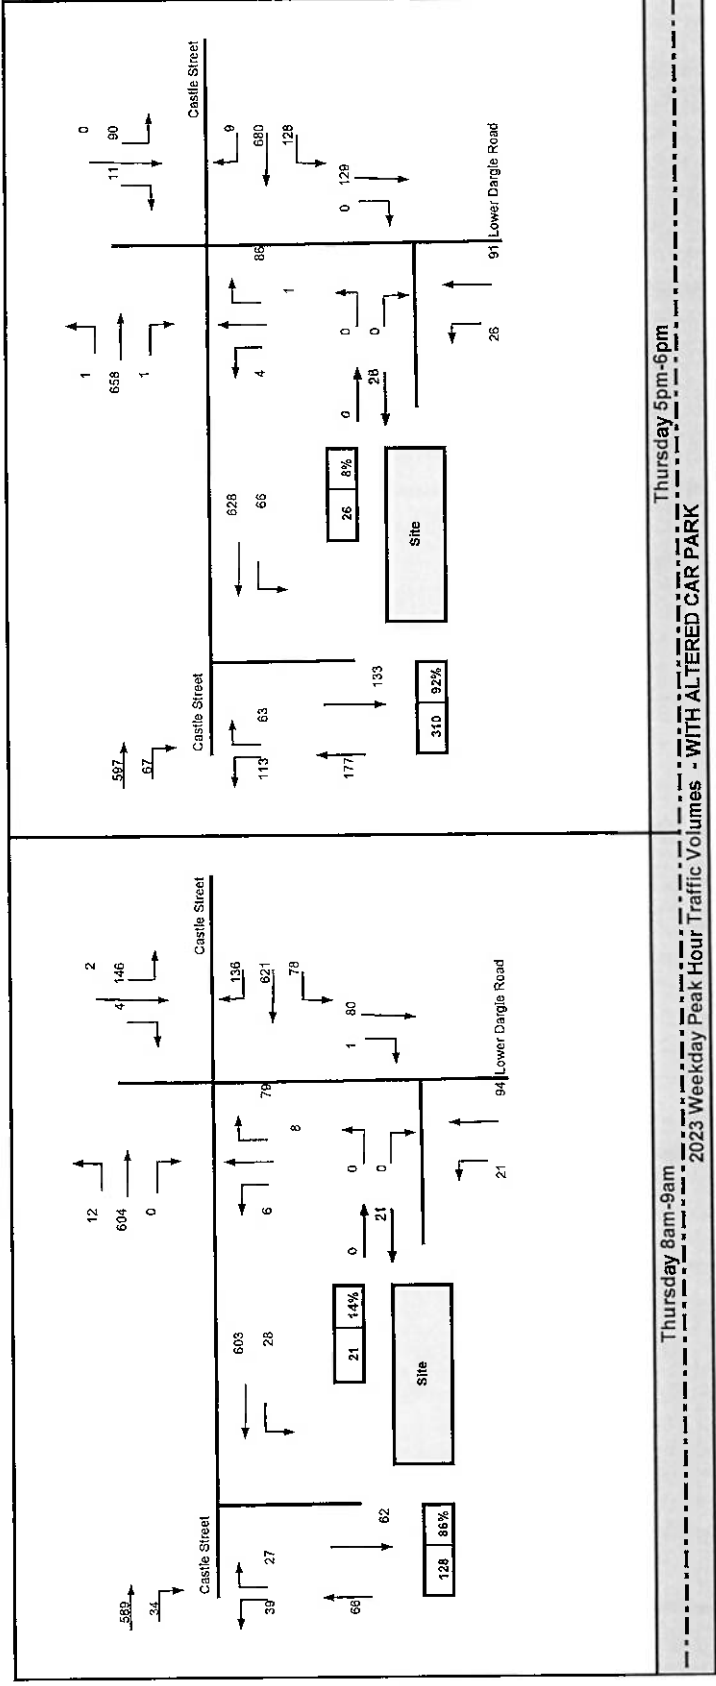 12 2
589 604 4 146
34 0
Castle Street Castle Street
603 136
39 27 28 6 79 621
8 78
66 21 14% 0 0 1 80
62 21 0
Site
128 86%
21 94 Lower Dargle Road
Thursday 8am-9am
1 0
597 658 11 90
67 1
Castle Street Castle Street
628 9
113 63 66 4 86 680
1 128
177 26 8% 0 0 0 129
133 26 0
Site
310 92%
26 91 Lower Dargle Road
Thursday 5pm-6pm
2023 Weekday Peak Hour Traffic Volumes - WITH ALTERED CAR PARK